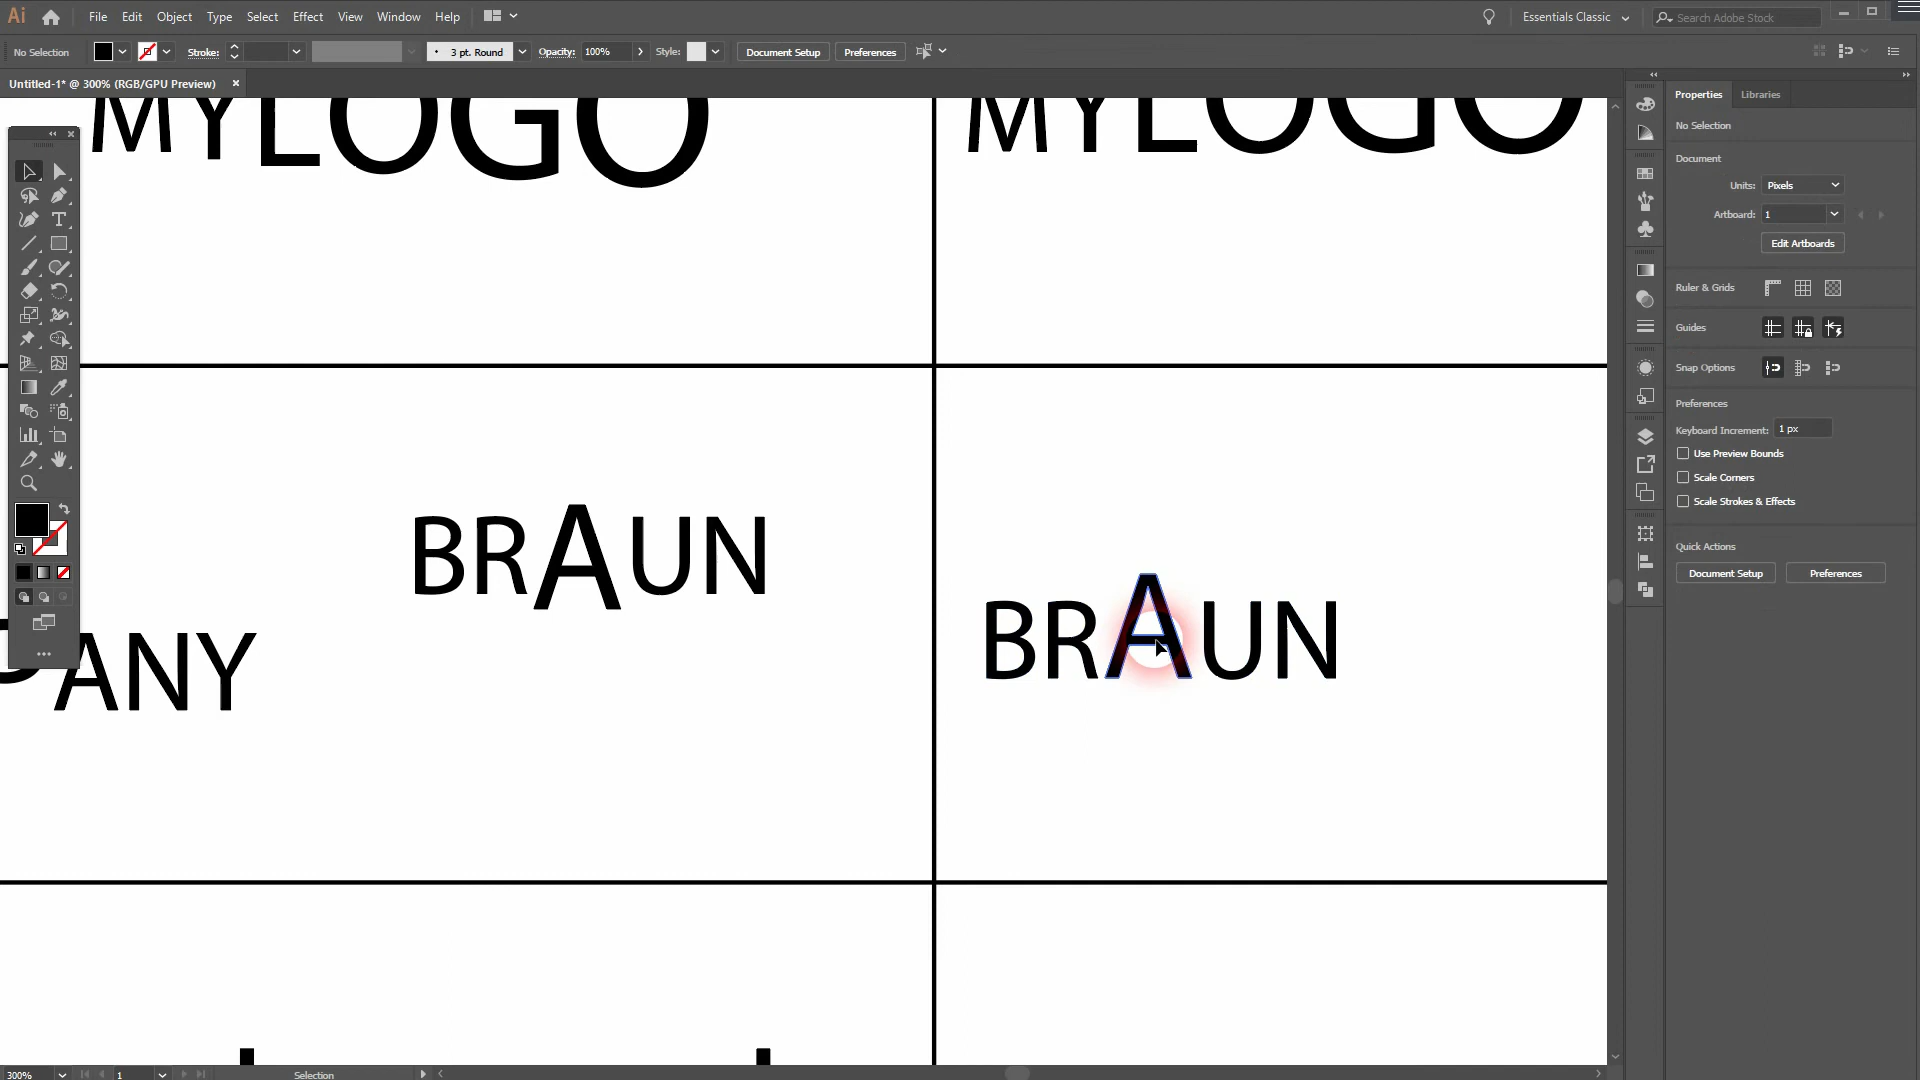 Ai File Edit Object Type Select Effect View Window Help Essentials Classic Search Adobe Stock
No Selection Stroke: 3 pt. Round Opacity: 100% Style: Document Setup Preferences
Untitled-1* @ 300% (RGB/GPU Preview)
MYLOGO
MYLOGO
BRAUN
ANY
BRAUN
Properties Libraries
No Selection
Document
Units: Pixels
Artboard: 1
Edit Artboards
Ruler & Grids
Guides
Snap Options
Preferences
Keyboard Increment: 1 px
Use Preview Bounds
Scale Corners
Scale Strokes & Effects
Quick Actions
Document Setup Preferences
300% 1 Selection